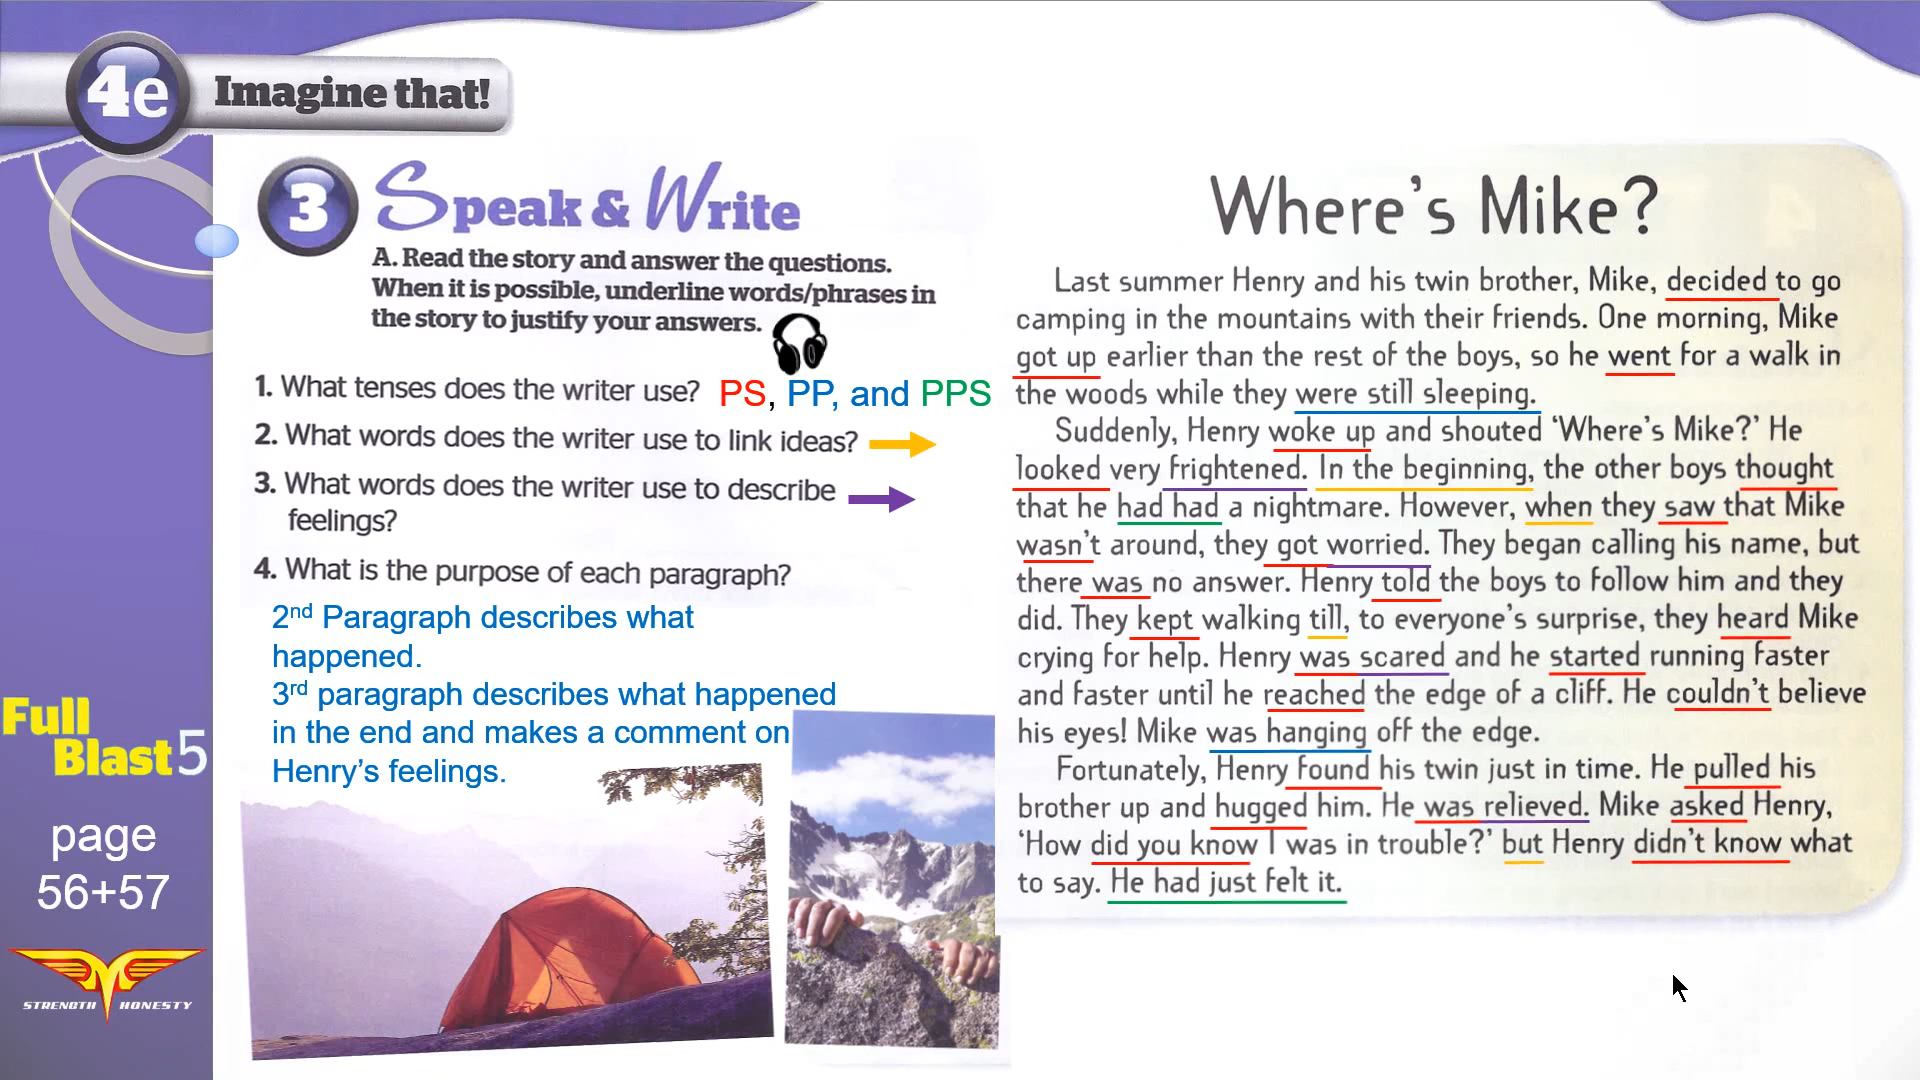 4e Imagine that!
3 Speak & Write
A. Read the story and answer the questions.
When it is possible, underline words/phrases in
the story to justify your answers.
1. What tenses does the writer use? PS, PP, and PPS
2. What words does the writer use to link ideas?
3. What words does the writer use to describe
feelings?
4. What is the purpose of each paragraph?
2nd Paragraph describes what
happened.
3rd paragraph describes what happened
in the end and makes a comment on
Henry's feelings.
Full
Blast 5
page
56+57
STRENGTH HONESTY
Where's Mike?
Last summer Henry and his twin brother, Mike, decided to go
camping in the mountains with their friends. One morning, Mike
got up earlier than the rest of the boys, so he went for a walk in
the woods while they were still sleeping.
Suddenly, Henry woke up and shouted 'Where's Mike?' He
looked very frightened. In the beginning, the other boys thought
that he had had a nightmare. However, when they saw that Mike
wasn't around, they got worried. They began calling his name, but
there was no answer. Henry told the boys to follow him and they
did. They kept walking till, to everyone's surprise, they heard Mike
crying for help. Henry was scared and he started running faster
and faster until he reached the edge of a cliff. He couldn't believe
his eyes! Mike was hanging off the edge.
Fortunately, Henry found his twin just in time. He pulled his
brother up and hugged him. He was relieved. Mike asked Henry,
'How did you know I was in trouble?' but Henry didn't know what
to say. He had just felt it.